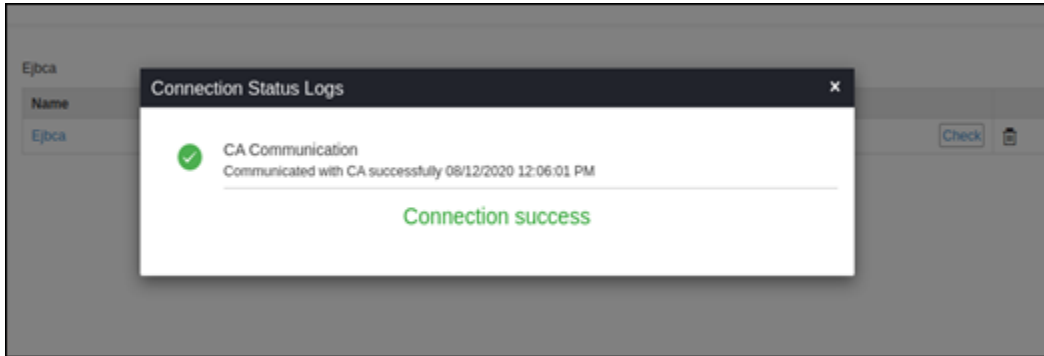 Ejbca
Connection Status Logs x
Name
Ejbca Check
CA Communication
Communicated with CA successfully 08/12/2020 12:06:01 PM
Connection success